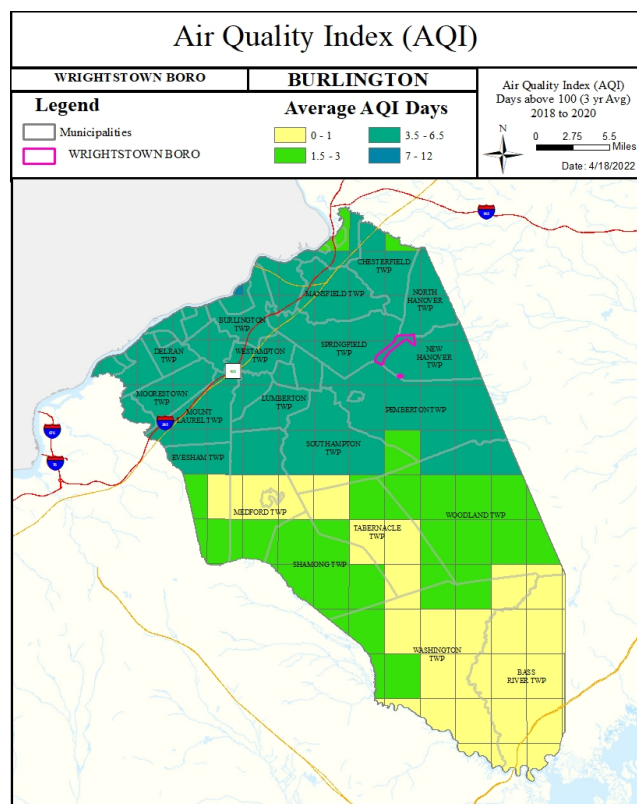 Air Quality Index (AQI)
WRIGHTSTOWN BORO
BURLINGTON
Legend
Municipalities
WRIGHTSTOWN BORO
Average AQI Days
0 - 1
3.5 - 6.5
1.5 - 3
7 - 12
Air Quality Index (AQI)
Days above 100 (3 yr Avg)
2018 to 2020
N
0 2.75 5.5
Miles
Date: 4/18/2022
CHESTERFIELD
TWP
MANSFIELD TWP
NORTH
HANOVER TWP
BURLINGTON
TWP
SPRINGFIELD
TWP
NEW
HANOVER
TWP
DELRAN
TWP
WESTAMPTON
TWP
MOORESTOWN
TWP
LUMBERTON
TWP
MOUNT
LAUREL TWP
PEMBERTON TWP
SOUTHAMPTON
TWP
EVESHAM TWP
MEDFORD TWP
WOODLAND TWP
TABERNACLE
TWP
SHAMONG TWP
WASHINGTON
TWP
BASS
RIVER TWP